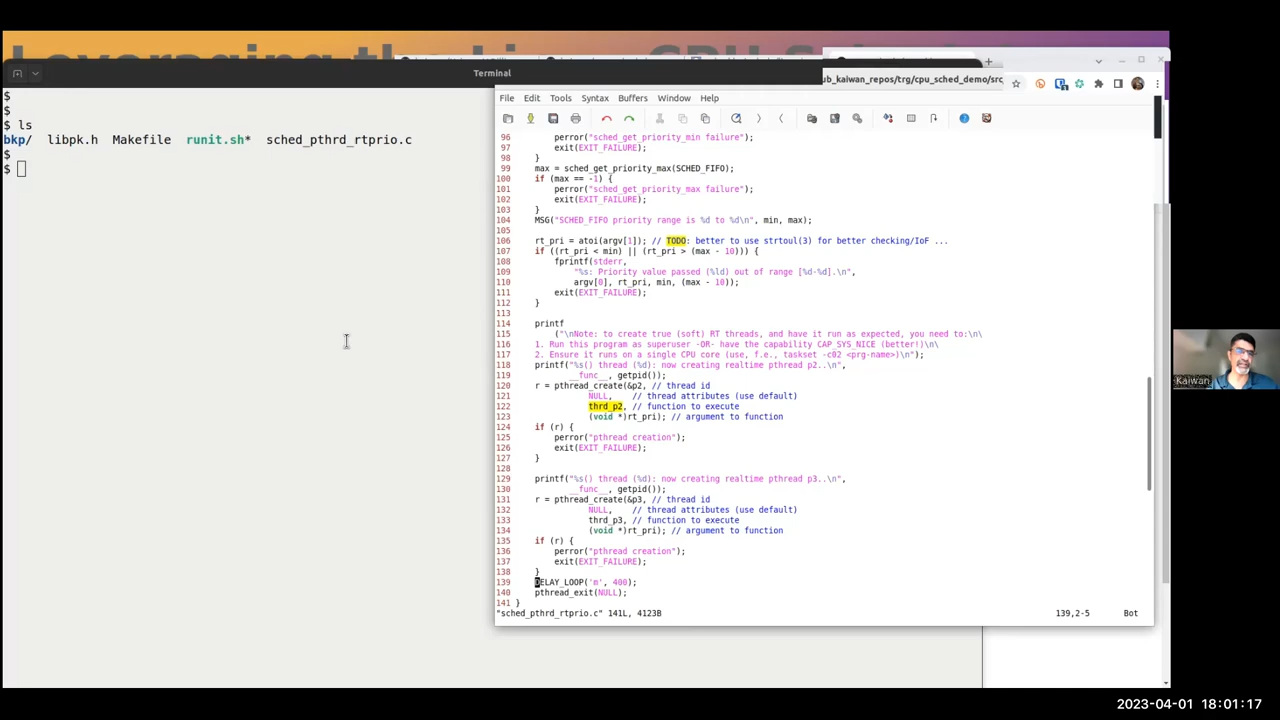 Terminal
ub_kaiwan_repos/trg/cpu_sched_demo/src
$
$
$ ls
bkp/ libpk.h Makefile runit.sh* sched_pthrd_rtprio.c
$
$
File Edit Tools Syntax Buffers Window Help
96 perror("sched_get_priority_min failure");
97 exit(EXIT_FAILURE);
98 }
99 max = sched_get_priority_max(SCHED_FIFO);
100 if (max == -1) {
101 perror("sched_get_priority_max failure");
102 exit(EXIT_FAILURE);
103 }
104 MSG("SCHED_FIFO priority range is %d to %d\n", min, max);
105
106 rt_pri = atoi(argv[1]); // TODO: better to use strtoul(3) for better checking/IoF ...
107 if ((rt_pri < min) || (rt_pri > (max - 10))) {
108 fprintf(stderr,
109 "%s: Priority value passed (%ld) out of range [%d-%d].\n",
110 argv[0], rt_pri, min, (max - 10));
111 exit(EXIT_FAILURE);
112 }
113
114 printf
115 ("\nNote: to create true (soft) RT threads, and have it run as expected, you need to:\n\
116 1. Run this program as superuser -OR- have the capability CAP_SYS_NICE (better!)\n\
117 2. Ensure it runs on a single CPU core (use, f.e., taskset -c02 <prg-name>)\n");
118 printf("%s() thread (%d): now creating realtime pthread p2..\n",
119 __func__, getpid());
120 r = pthread_create(&p2, // thread id
121 NULL, // thread attributes (use default)
122 thrd_p2, // function to execute
123 (void *)rt_pri); // argument to function
124 if (r) {
125 perror("pthread creation");
126 exit(EXIT_FAILURE);
127 }
128
129 printf("%s() thread (%d): now creating realtime pthread p3..\n",
130 __func__, getpid());
131 r = pthread_create(&p3, // thread id
132 NULL, // thread attributes (use default)
133 thrd_p3, // function to execute
134 (void *)rt_pri); // argument to function
135 if (r) {
136 perror("pthread creation");
137 exit(EXIT_FAILURE);
138 }
139 DELAY_LOOP('m', 400);
140 pthread_exit(NULL);
141 }
"sched_pthrd_rtprio.c" 141L, 4123B 139,2-5 Bot
Kaiwan
2023-04-01 18:01:17